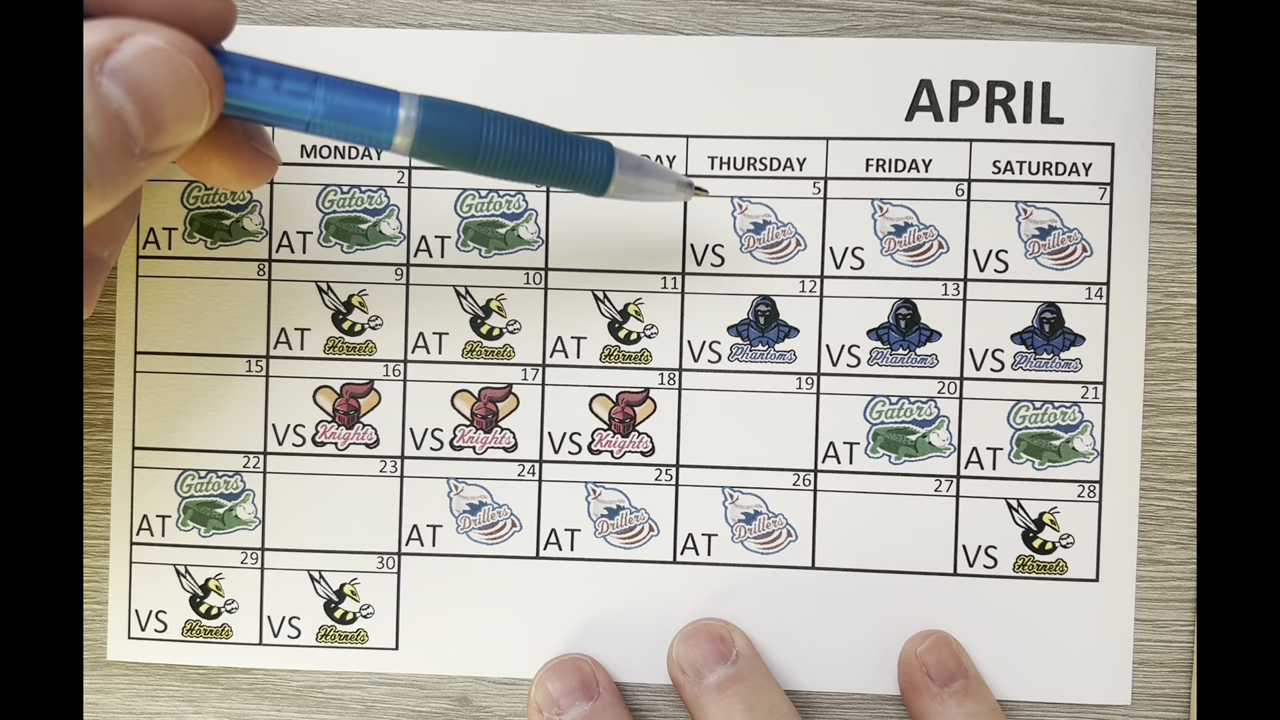 APRIL
MONDAY DAY THURSDAY FRIDAY SATURDAY
2 5 6 7
AT Gators AT Gators AT Gators VS Drillers VS Drillers VS Drillers
8 9 10 11 12 13 14
AT Hornets AT Hornets AT Hornets VS Phantoms VS Phantoms VS Phantoms
15 16 17 18 19 20 21
VS Knights VS Knights VS Knights AT Gators AT Gators
22 23 24 25 26 27 28
AT Gators AT Drillers AT Drillers AT Drillers VS Hornets
29 30
VS Hornets VS Hornets